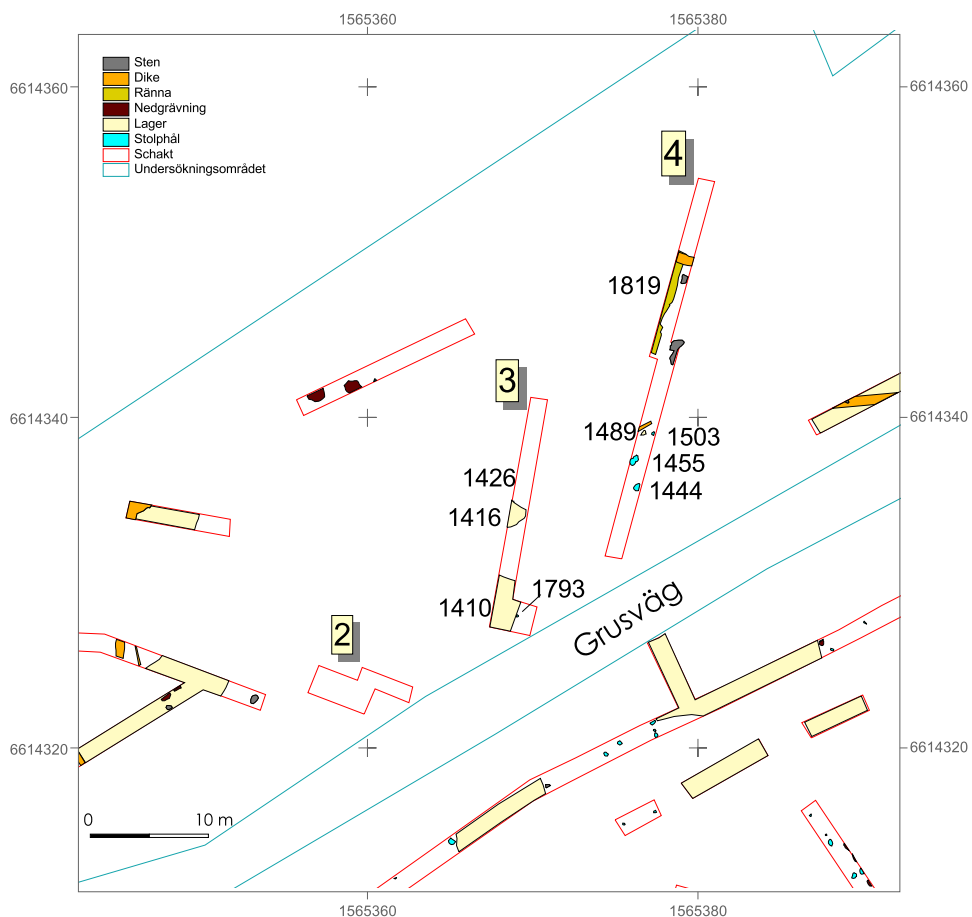 1565360 1565380
6614360 6614360
Sten
Dike
Ränna
Nedgrävning
Lager
Stolphål
Schakt
Undersökningsområdet
4
1819
3
6614340 6614340
1489 1503
1455
1426
1444
1416
1793
1410
Grusväg
2
6614320 6614320
0 10 m
1565360 1565380